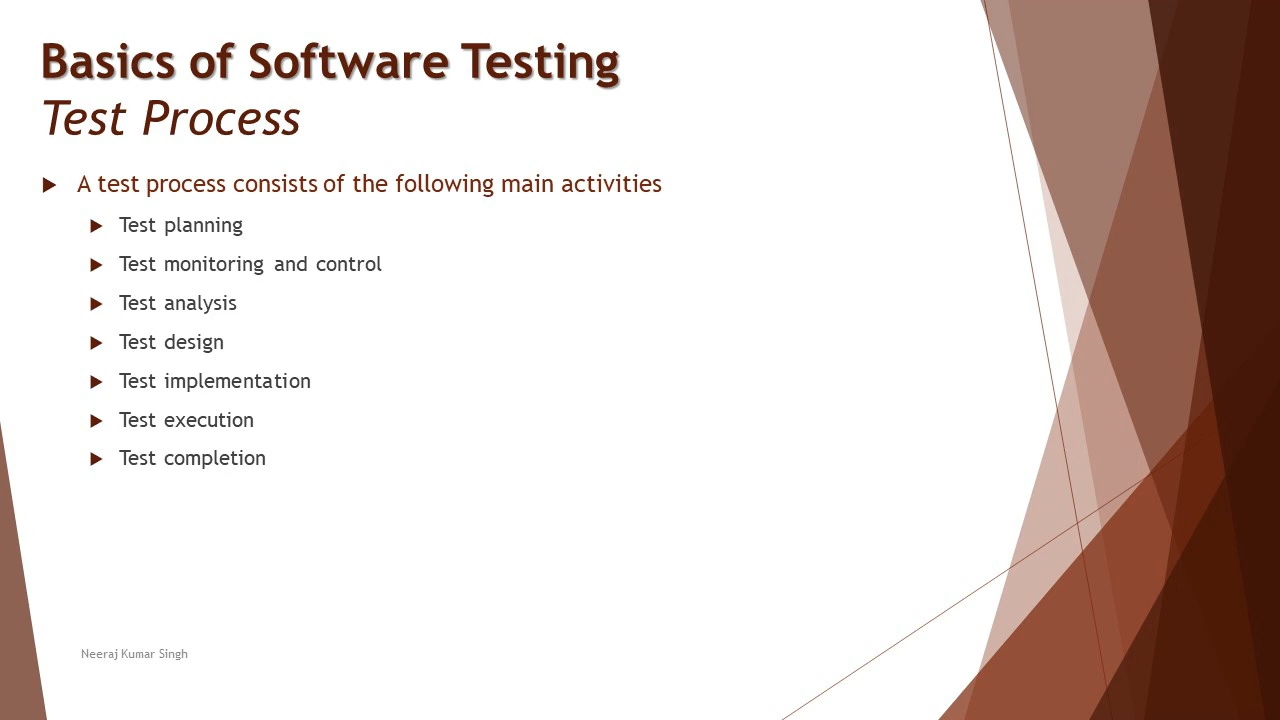 Basics of Software Testing
Test Process
A test process consists of the following main activities
Test planning
Test monitoring and control
Test analysis
Test design
Test implementation
Test execution
Test completion
Neeraj Kumar Singh